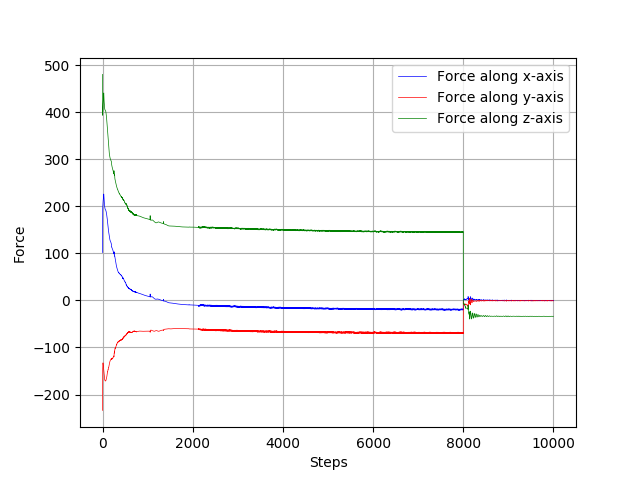 Force along x-axis
Force along y-axis
Force along z-axis
500
400
300
200
100
0
−100
−200
Force
0 2000 4000 6000 8000 10000
Steps